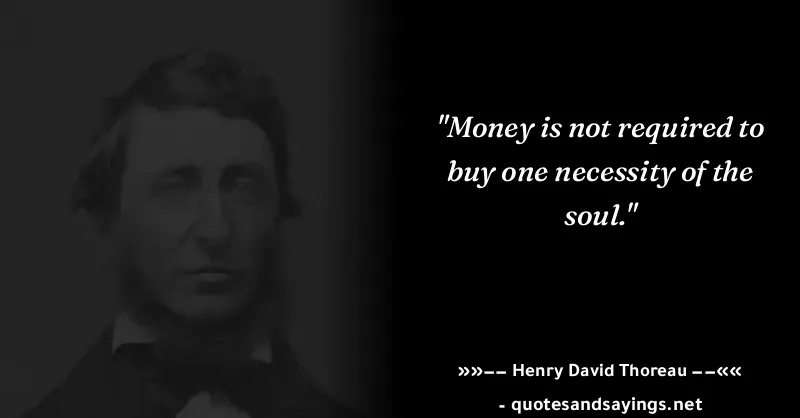 "Money is not required to
buy one necessity of the
soul."
»»−− Henry David Thoreau −−««
- quotesandsayings.net